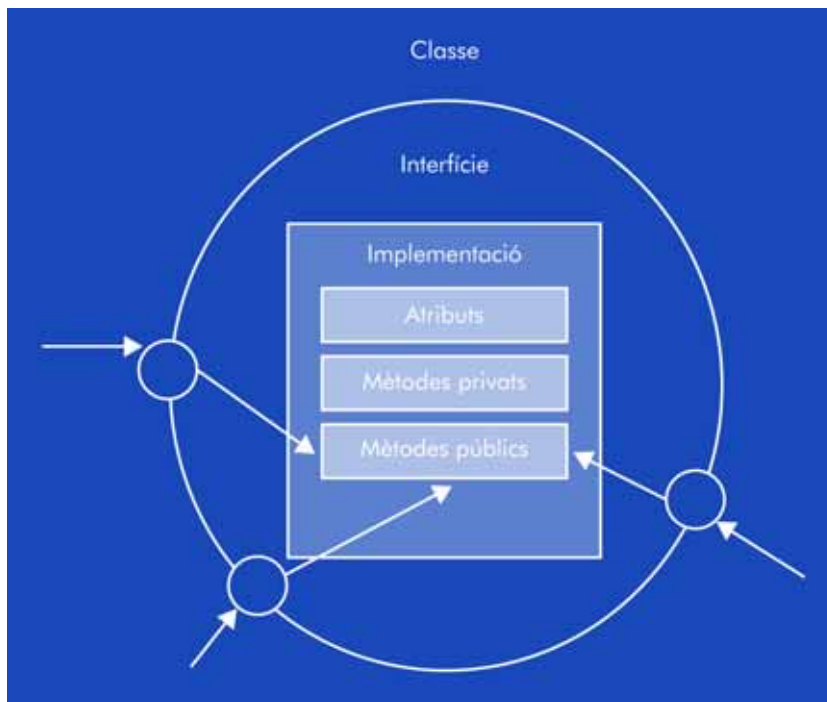 Classe
Interfície
Implementació
Atributs
Mètodes privats
Mètodes públics